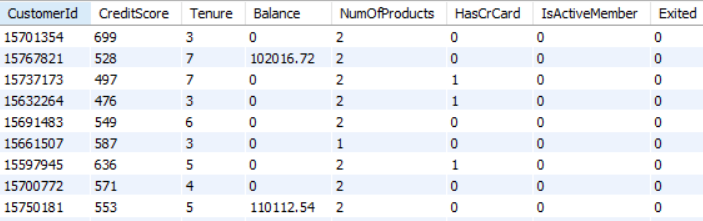 CustomerId CreditScore Tenure Balance NumOfProducts HasCrCard IsActiveMember Exited
15701354 699 3 0 2 0 0 0
15767821 528 7 102016.72 2 0 0 0
15737173 497 7 0 2 1 0 0
15632264 476 3 0 2 1 0 0
15691483 549 6 0 2 0 0 0
15661507 587 3 0 1 0 0 0
15597945 636 5 0 2 1 0 0
15700772 571 4 0 2 0 0 0
15750181 553 5 110112.54 2 0 0 0